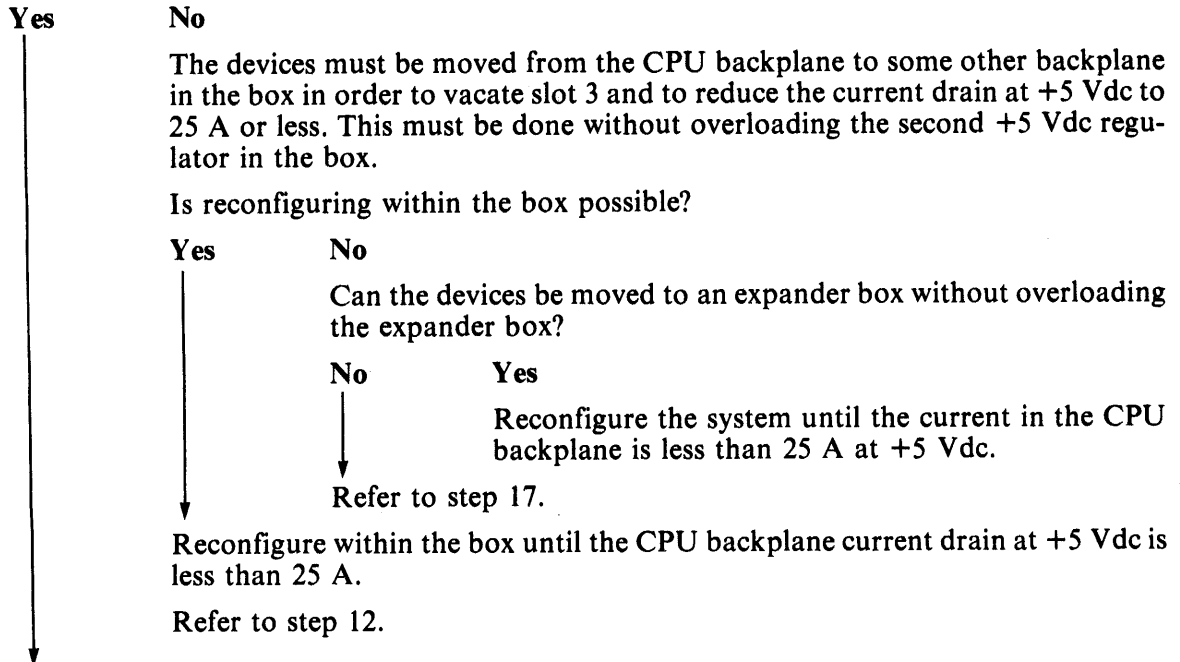 Yes No
The devices must be moved from the CPU backplane to some other backplane
in the box in order to vacate slot 3 and to reduce the current drain at +5 Vdc to
25 A or less. This must be done without overloading the second +5 Vdc regu-
lator in the box.
Is reconfiguring within the box possible?
Yes No
Can the devices be moved to an expander box without overloading
the expander box?
No Yes
Reconfigure the system until the current in the CPU
backplane is less than 25 A at +5 Vdc.
Refer to step 17.
Reconfigure within the box until the CPU backplane current drain at +5 Vdc is
less than 25 A.
Refer to step 12.